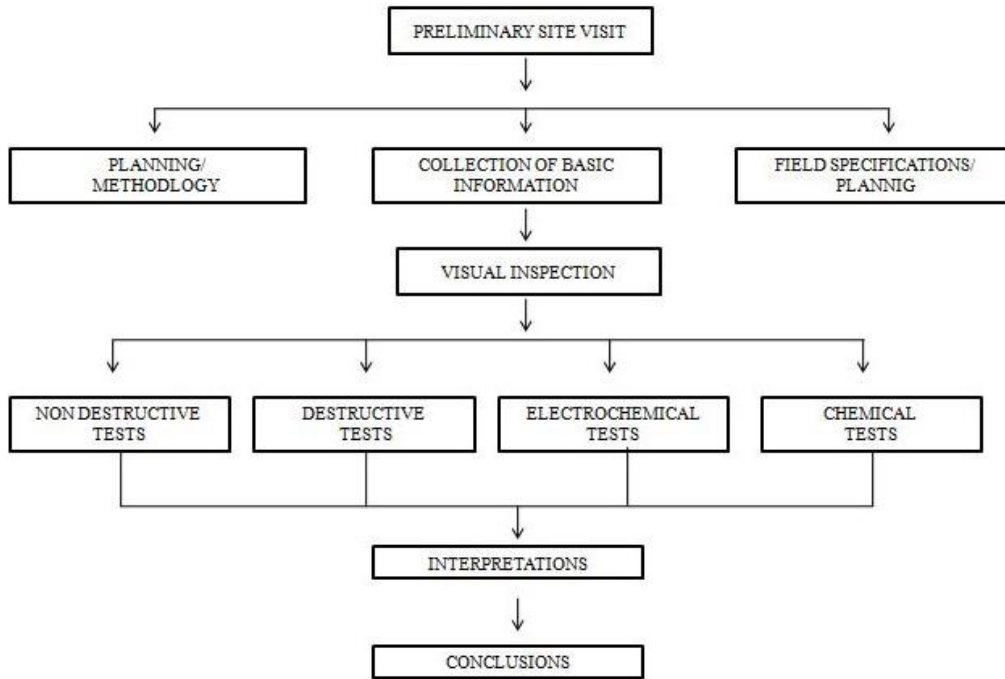 PRELIMINARY SITE VISIT
PLANNING/
METHODLOGY
COLLECTION OF BASIC
INFORMATION
FIELD SPECIFICATIONS/
PLANNIG
VISUAL INSPECTION
NON DESTRUCTIVE
TESTS
DESTRUCTIVE
TESTS
ELECTROCHEMICAL
TESTS
CHEMICAL
TESTS
INTERPRETATIONS
CONCLUSIONS